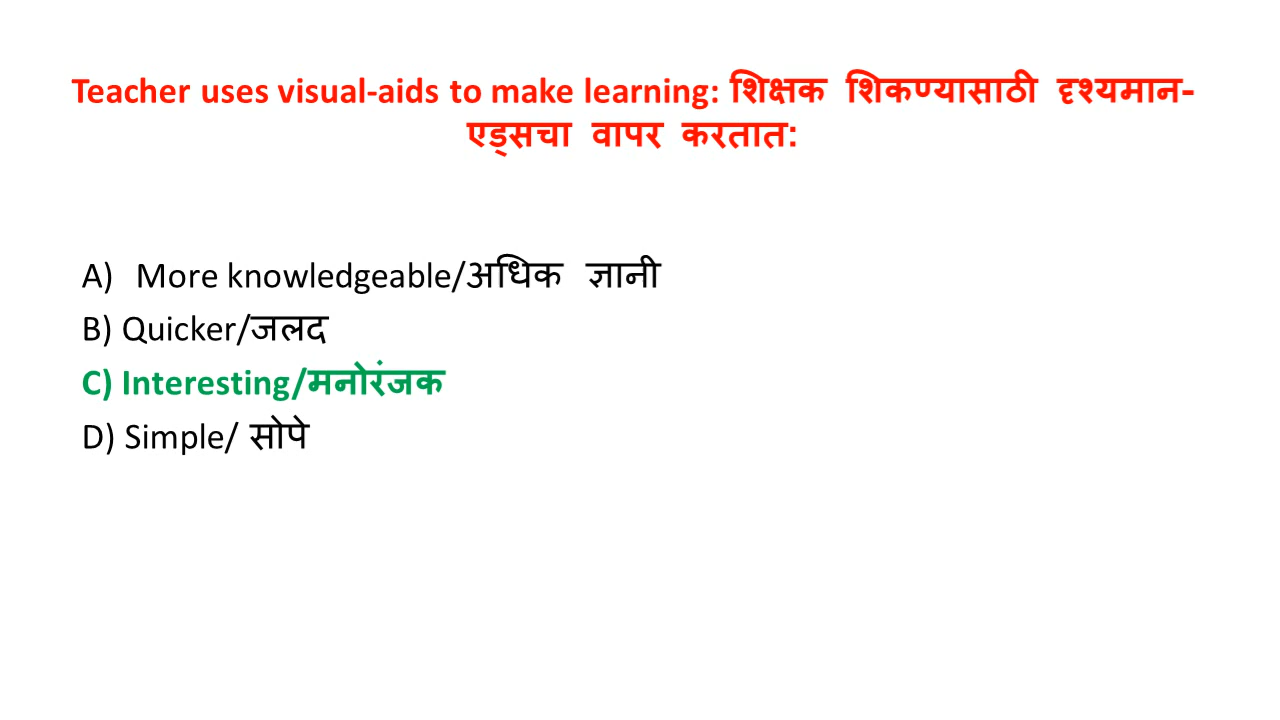 Teacher uses visual-aids to make learning: शिक्षक शिकण्यासाठी दृश्यमान-
एड्सचा वापर करतात:
A) More knowledgeable/अधिक ज्ञानी
B) Quicker/जलद
C) Interesting/मनोरंजक
D) Simple/ सोपे